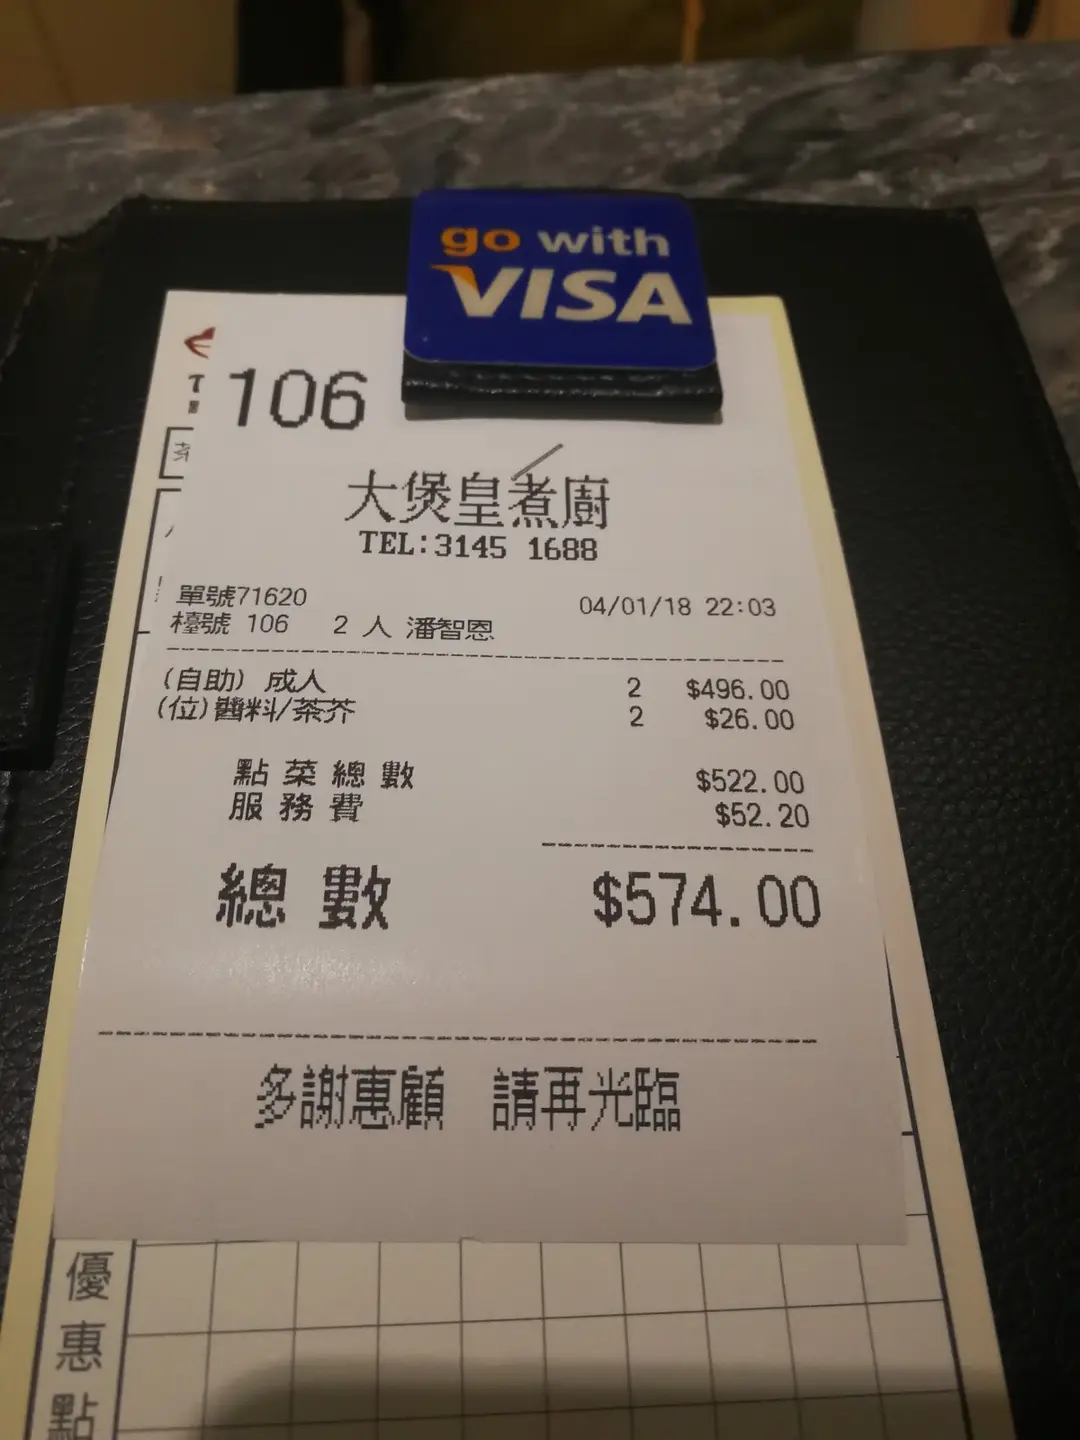 go with
VISA
106
大煲皇煮廚
TEL:3145 1688
單號71620
04/01/18 22:03
檯號 106 2 人 潘智恩
(自助) 成人 2 $496.00
(位)醬料/茶芥 2 $26.00
點菜總數 $522.00
服務費 $52.20
總數 $574.00
多謝惠顧 請再光臨
優惠點